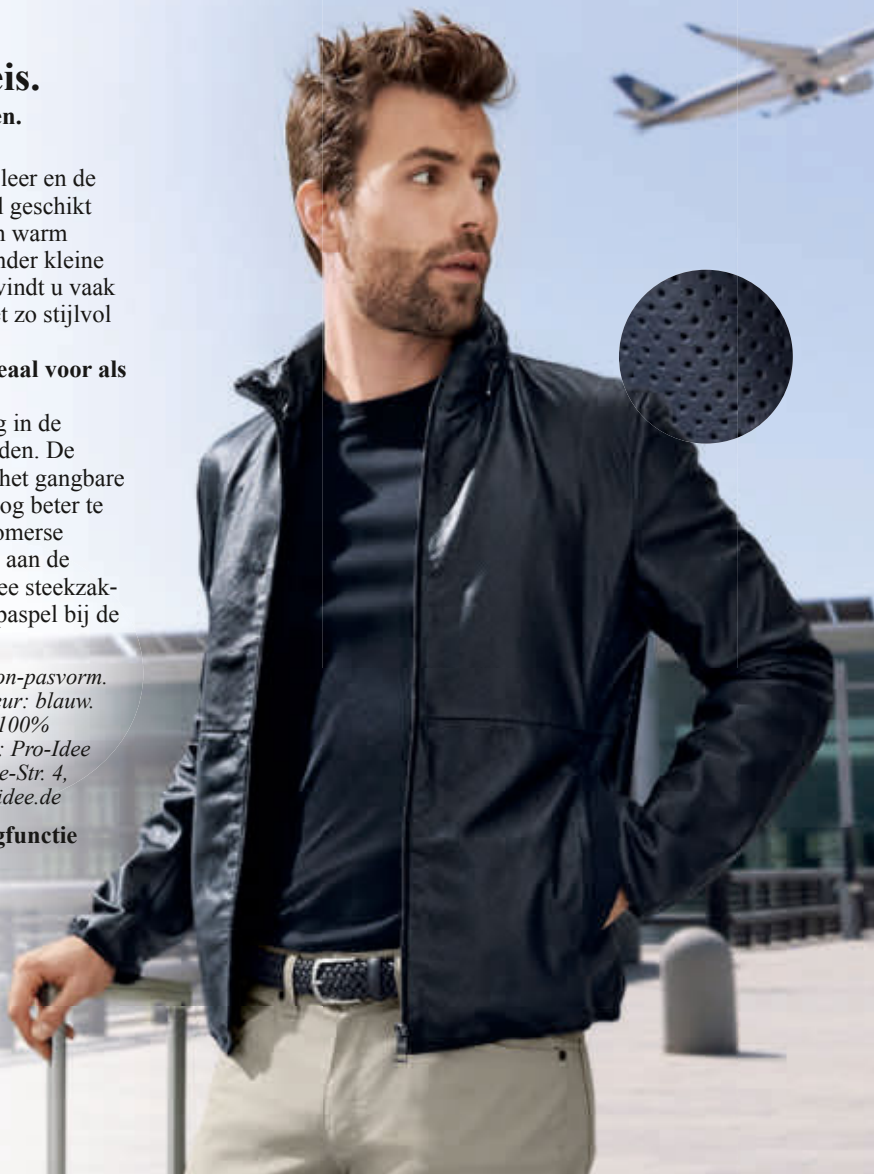 eis.
en.
leer en de
l geschikt
n warm
nder kleine
vindt u vaak
t zo stijlvol
eaal voor als
g in de
den. De
het gangbare
og beter te
omerse
aan de
ee steekzak-
paspel bij de
on-pasvorm.
eur: blauw.
100%
: Pro-Idee
e-Str. 4,
idee.de
gfunctie